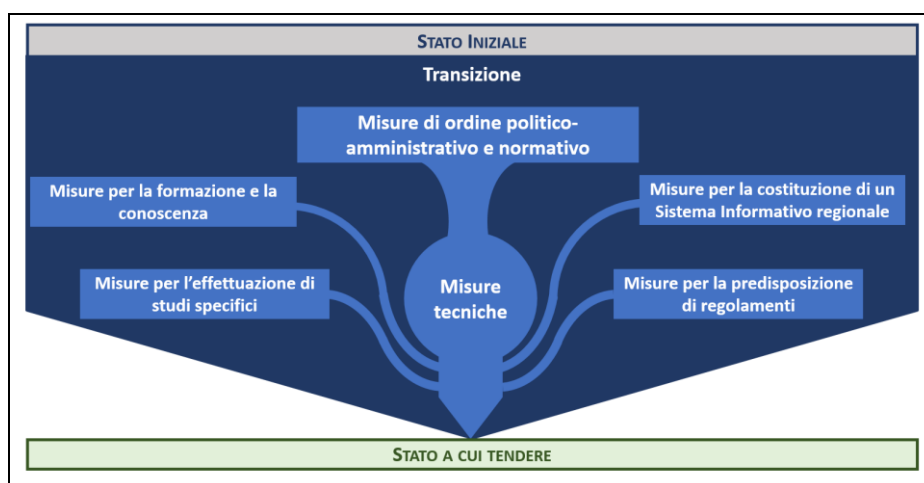 STATO INIZIALE
Transizione
Misure di ordine politico-
amministrativo e normativo
Misure per la formazione e la
conoscenza
Misure per la costituzione di un
Sistema Informativo regionale
Misure per l'effettuazione di
studi specifici
Misure
tecniche
Misure per la predisposizione
di regolamenti
STATO A CUI TENDERE